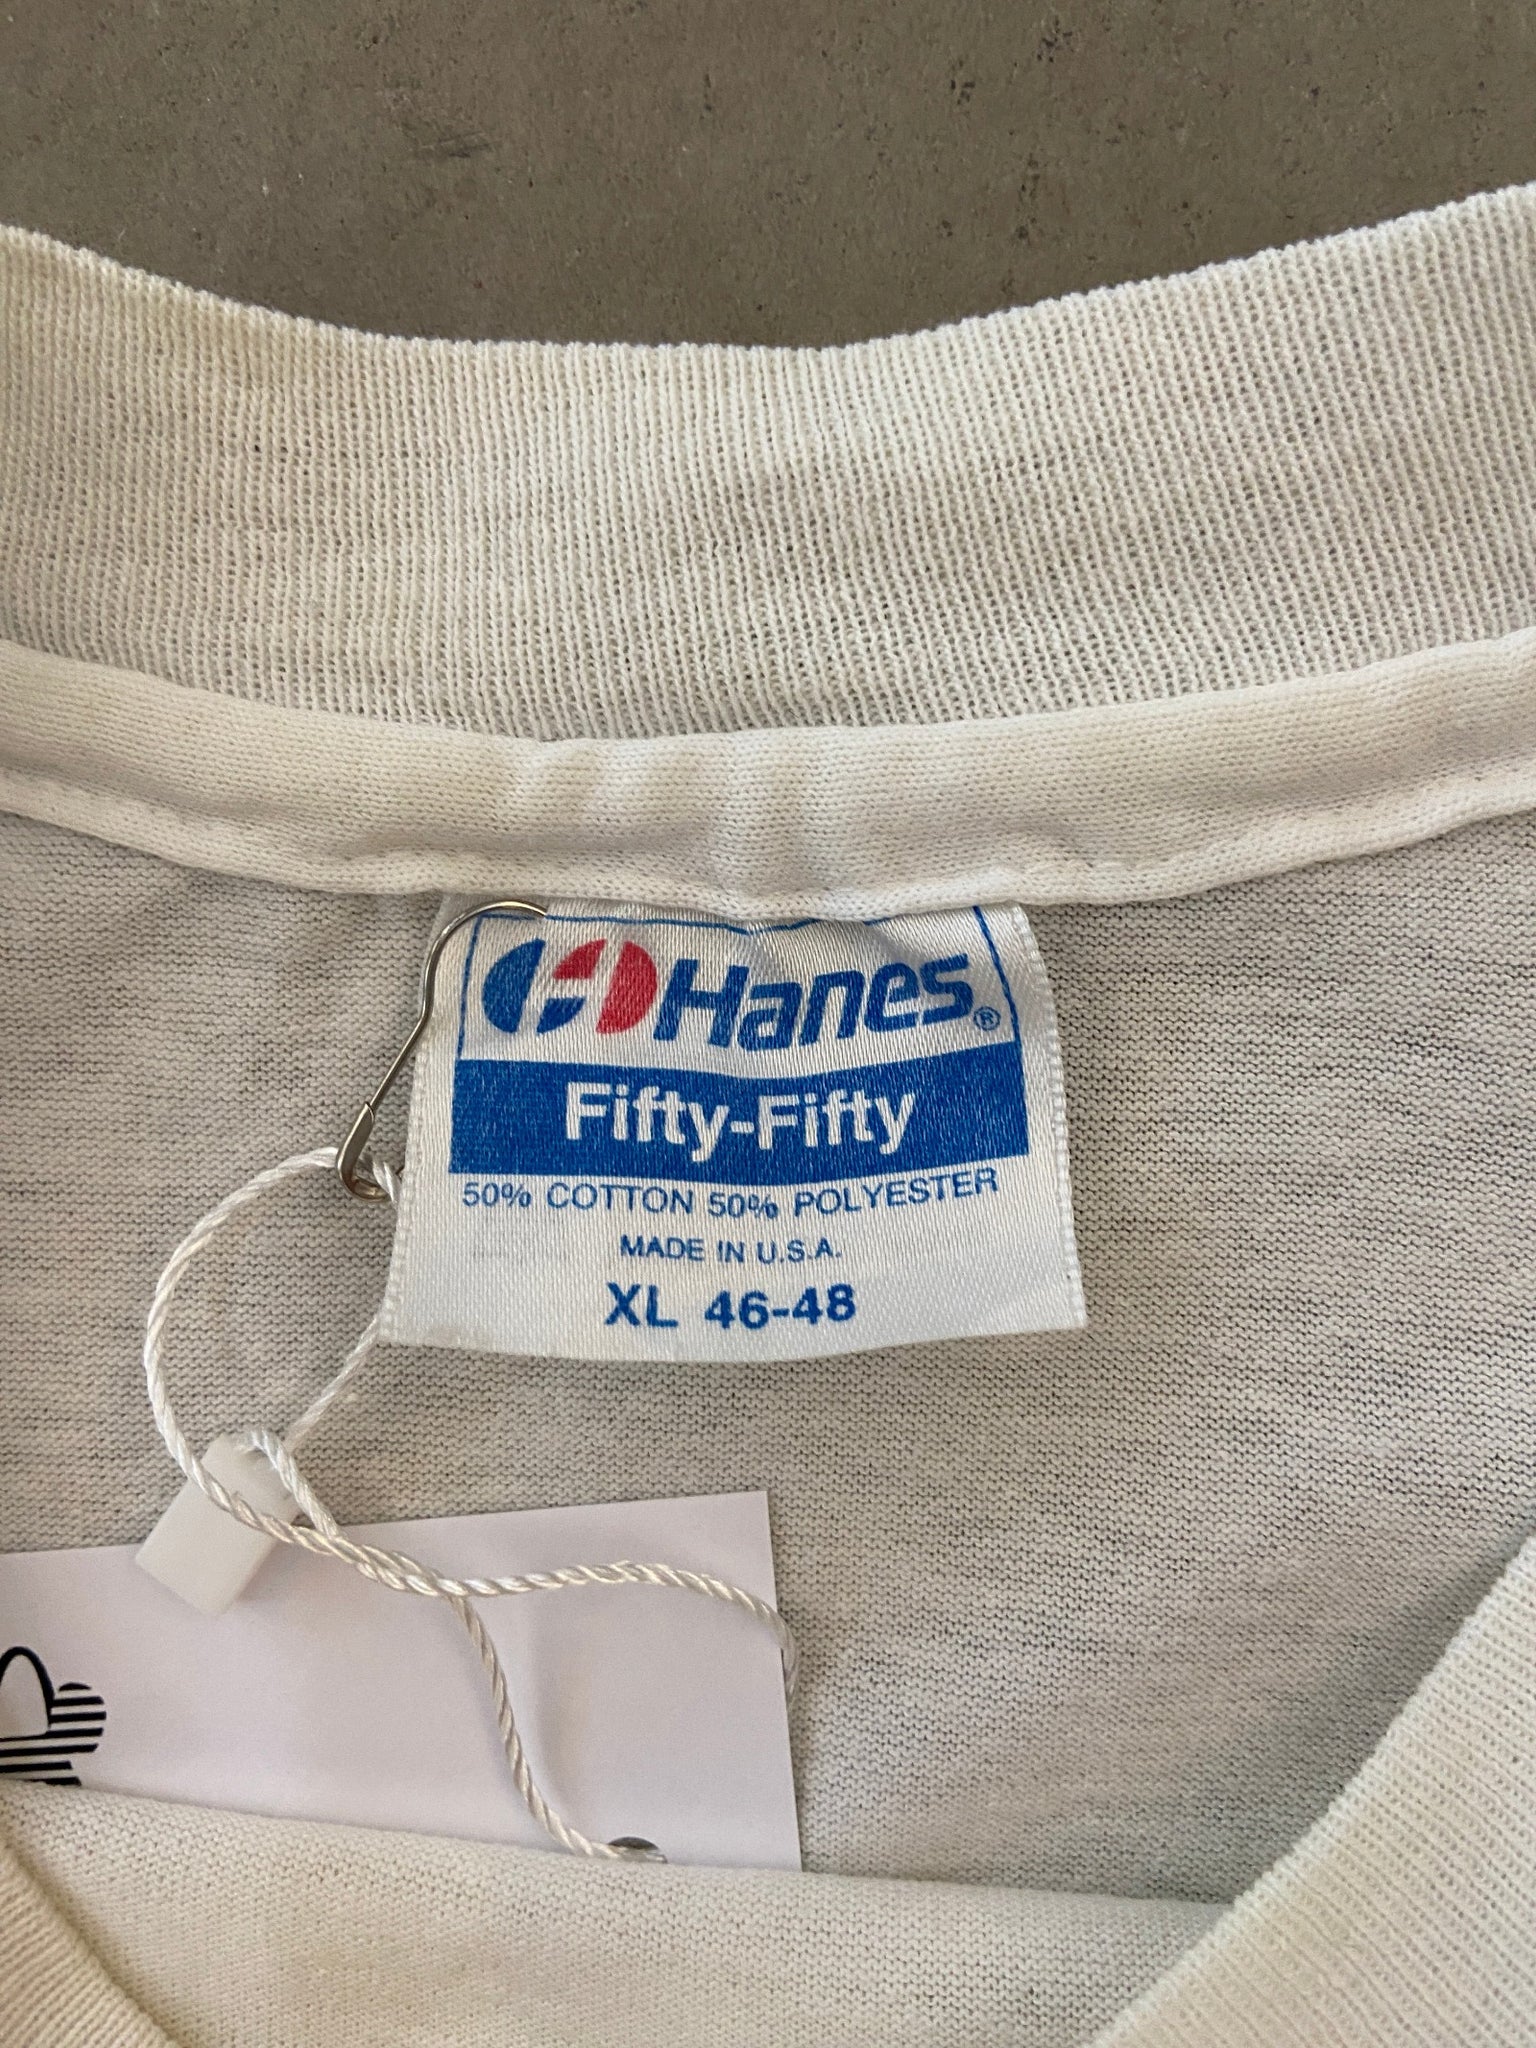 Hanes®
Fifty-Fifty
50% COTTON 50% POLYESTER
MADE IN U.S.A.
XL 46-48